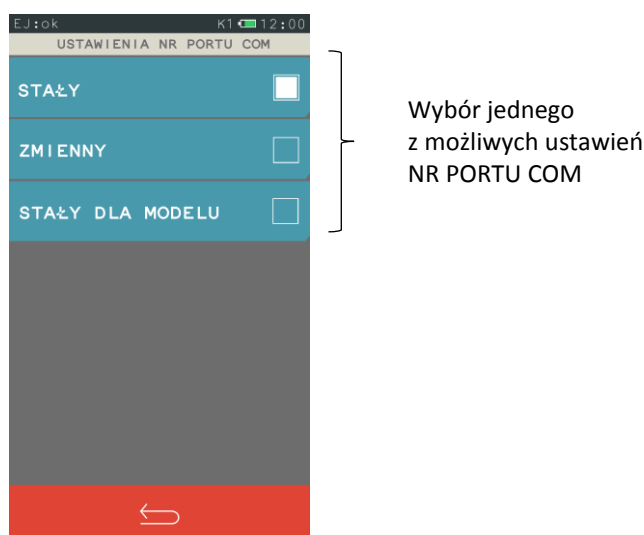 EJ:ok K1 12:00
USTAWIENIA NR PORTU COM
STAŁY
ZMIENNY
STAŁY DLA MODELU
Wybór jednego
z możliwych ustawień
NR PORTU COM